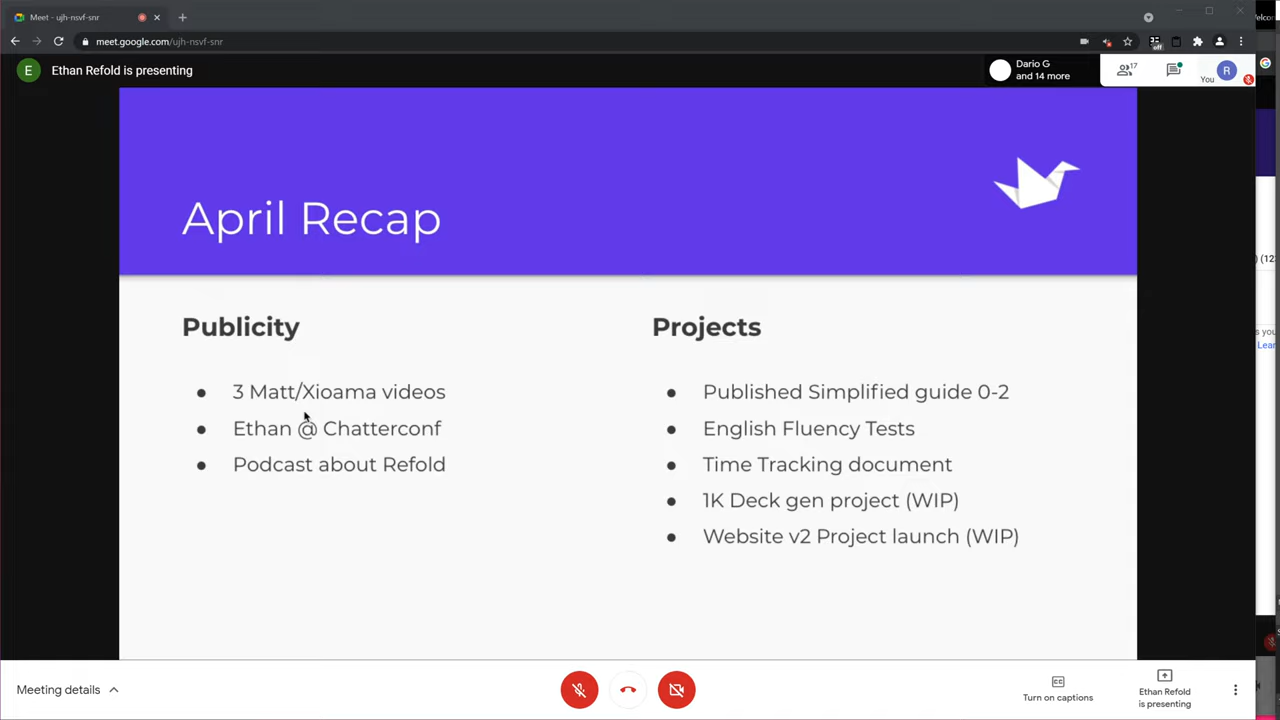 Meet - ujh-nsvf-snr
meet.google.com/ujh-nsvf-snr
off
E
Ethan Refold is presenting
Dario G
and 14 more
17
You
R
April Recap
Publicity
3 Matt/Xioama videos
Ethan @ Chatterconf
Podcast about Refold
Projects
Published Simplified guide 0-2
English Fluency Tests
Time Tracking document
1K Deck gen project (WIP)
Website v2 Project launch (WIP)
Meeting details
CC
Turn on captions
Ethan Refold
is presenting